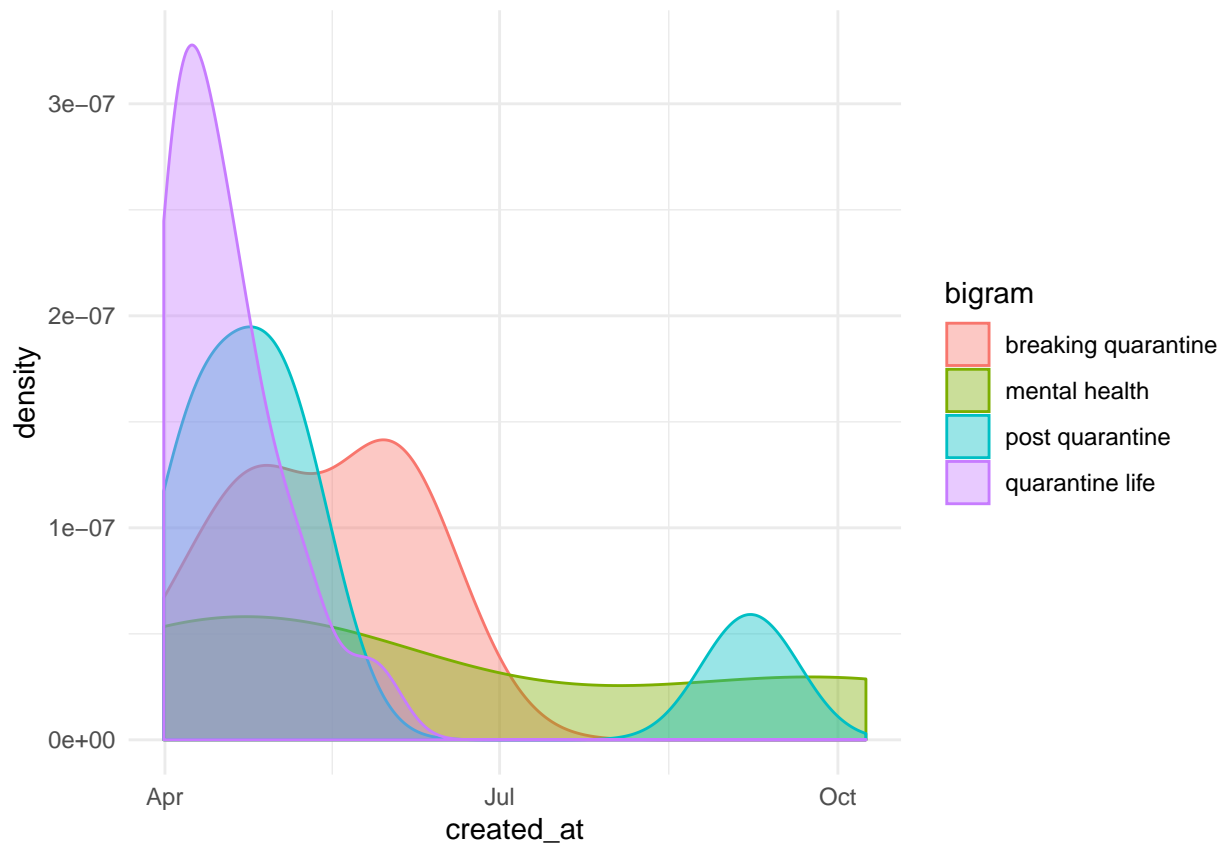 3e−07
2e−07
1e−07
0e+00
density
Apr
Jul
Oct
created_at
bigram
breaking quarantine
mental health
post quarantine
quarantine life